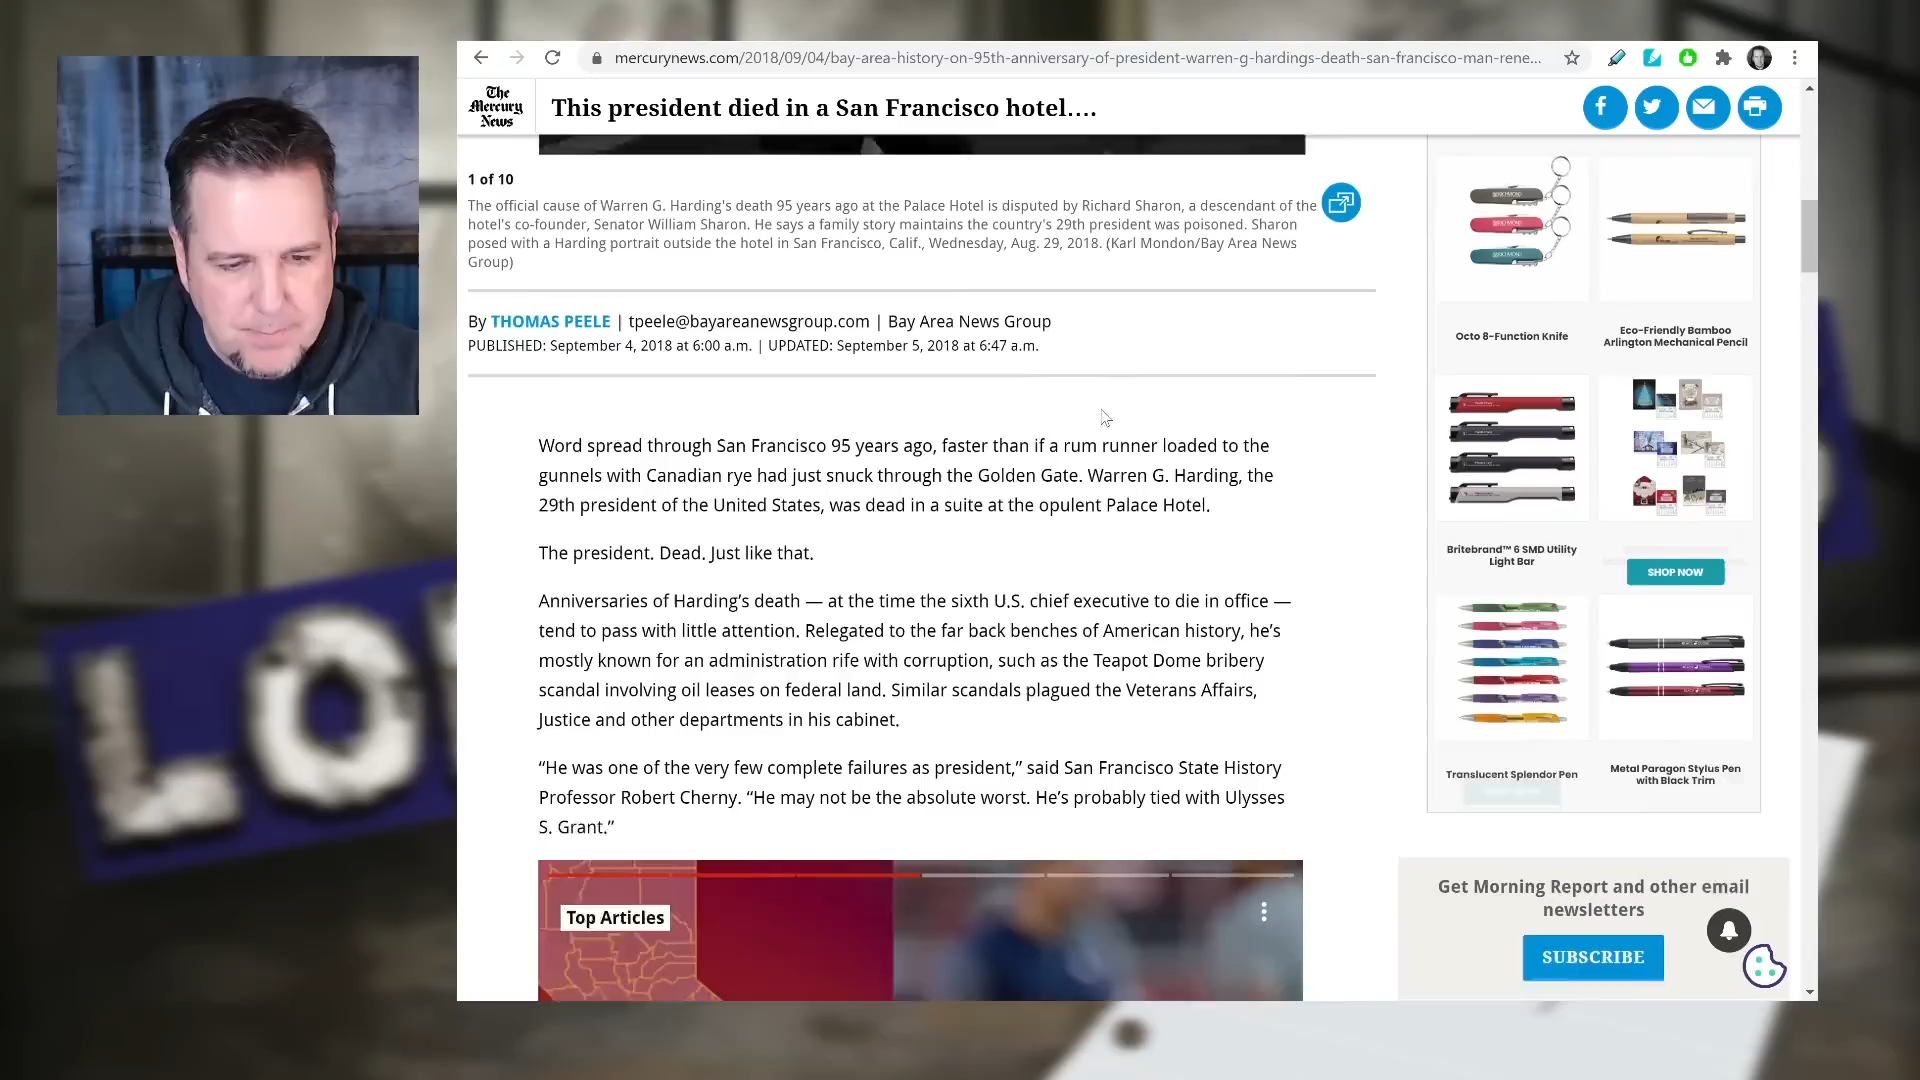 mercurynews.com/2018/09/04/bay-area-history-on-95th-anniversary-of-president-warren-g-hardings-death-san-francisco-man-rene...
The
Mercury
News
This president died in a San Francisco hotel….
1 of 10
The official cause of Warren G. Harding's death 95 years ago at the Palace Hotel is disputed by Richard Sharon, a descendant of the
hotel's co-founder, Senator William Sharon. He says a family story maintains the country's 29th president was poisoned. Sharon
posed with a Harding portrait outside the hotel in San Francisco, Calif., Wednesday, Aug. 29, 2018. (Karl Mondon/Bay Area News
Group)
By THOMAS PEELE | tpeele@bayareanewsgroup.com | Bay Area News Group
PUBLISHED: September 4, 2018 at 6:00 a.m. | UPDATED: September 5, 2018 at 6:47 a.m.
Word spread through San Francisco 95 years ago, faster than if a rum runner loaded to the
gunnels with Canadian rye had just snuck through the Golden Gate. Warren G. Harding, the
29th president of the United States, was dead in a suite at the opulent Palace Hotel.
The president. Dead. Just like that.
Anniversaries of Harding’s death — at the time the sixth U.S. chief executive to die in office —
tend to pass with little attention. Relegated to the far back benches of American history, he’s
mostly known for an administration rife with corruption, such as the Teapot Dome bribery
scandal involving oil leases on federal land. Similar scandals plagued the Veterans Affairs,
Justice and other departments in his cabinet.
“He was one of the very few complete failures as president,” said San Francisco State History
Professor Robert Cherny. “He may not be the absolute worst. He’s probably tied with Ulysses
S. Grant.”
Top Articles
Octo 8-Function Knife
Eco-Friendly Bamboo
Arlington Mechanical Pencil
Britebrand™ 6 SMD Utility
Light Bar
SHOP NOW
Translucent Splendor Pen
Metal Paragon Stylus Pen
with Black Trim
Get Morning Report and other email
newsletters
SUBSCRIBE
LO